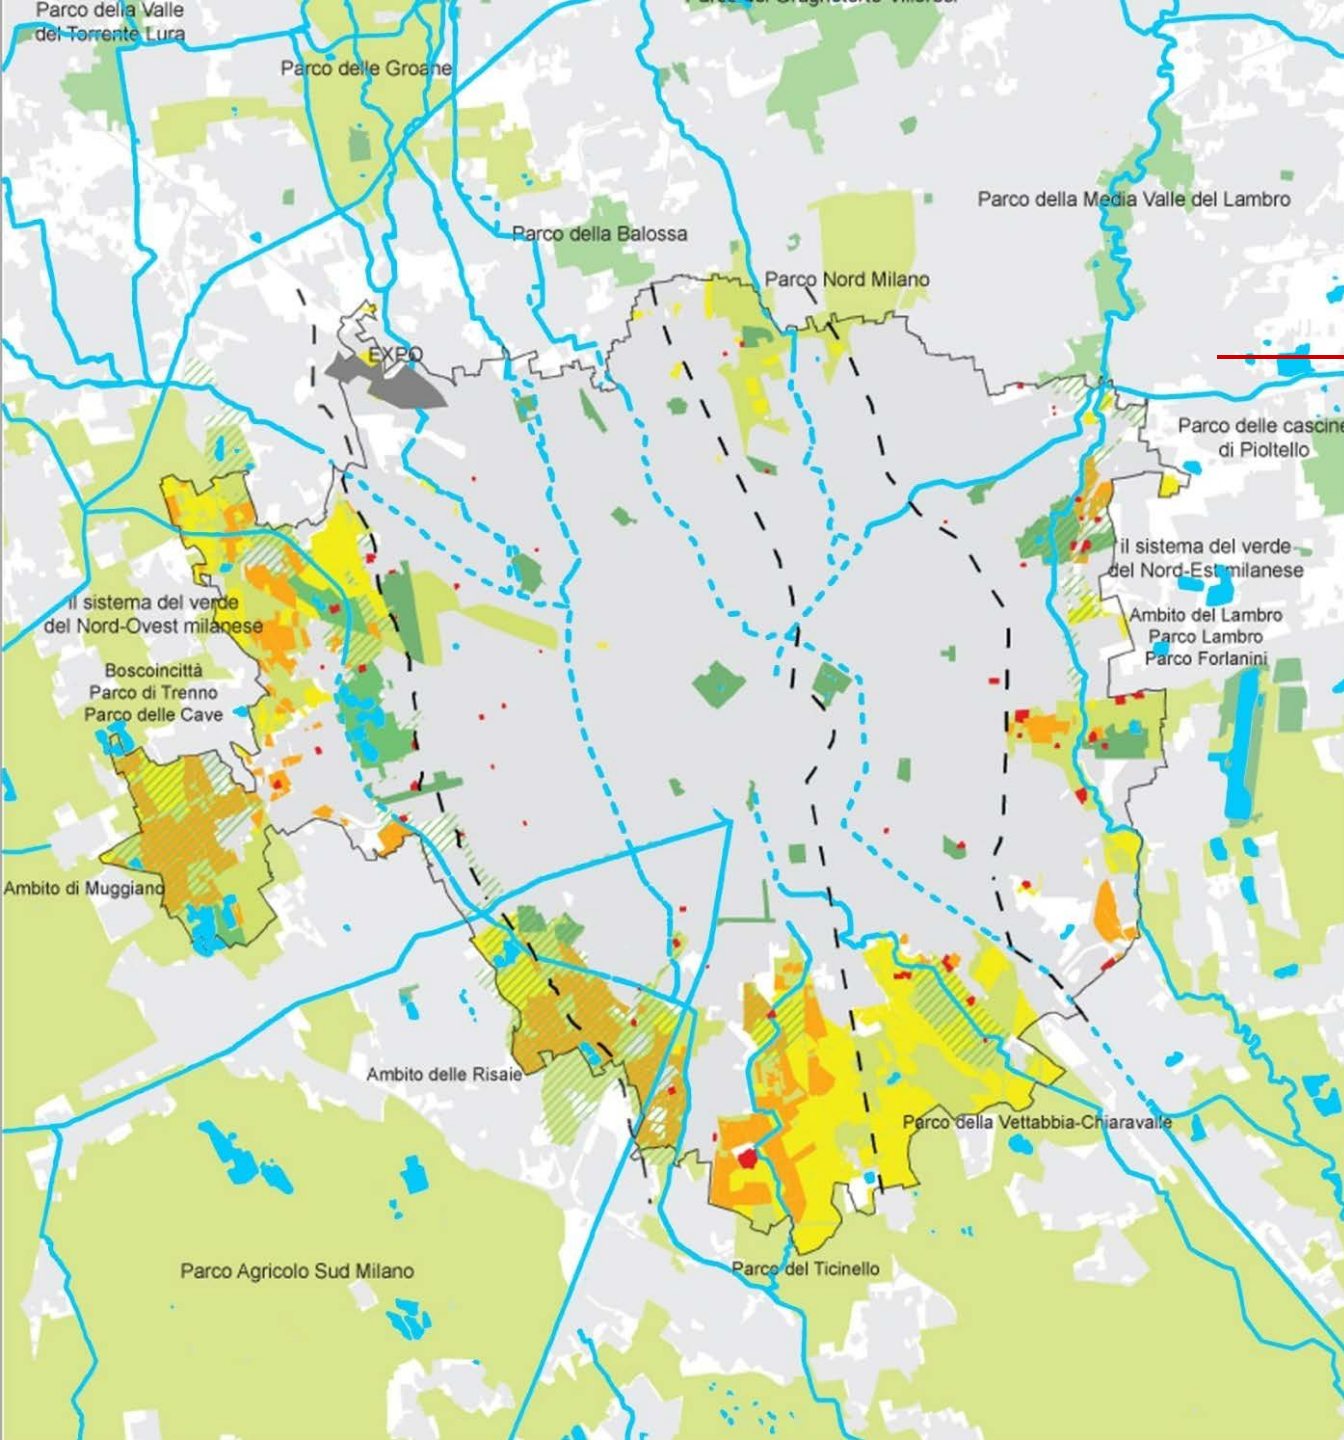 Parco della Valle
del Torrente Lura
Parco delle Groane
Parco della Media Valle del Lambro
Parco della Balossa
Parco Nord Milano
EXPO
Parco delle cascine
di Pioltello
il sistema del verde
del Nord-Est milanese
il sistema del verde
del Nord-Ovest milanese
Ambito del Lambro
Parco Lambro
Parco Forlanini
Boscoincittà
Parco di Trenno
Parco delle Cave
Ambito di Muggiano
Ambito delle Risaie
Parco della Vettabbia-Chiaravalle
Parco Agricolo Sud Milano
Parco del Ticinello